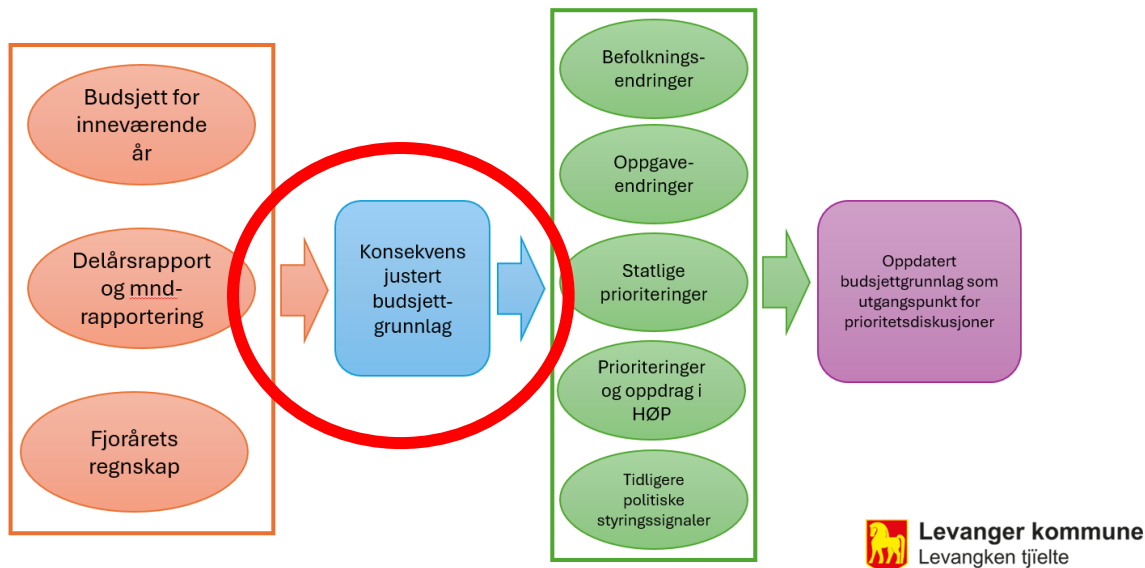 Budsjett for
inneværende
år
Delårsrapport
og mnd-
rapportering
Fjorårets
regnskap
Konsekvens
justert
budsjett-
grunnlag
Befolknings-
endringer
Oppgave-
endringer
Statlige
prioriteringer
Prioriteringer
og oppdrag i
HØP
Tidligere
politiske
styringssignaler
Oppdatert
budsjettgrunnlag som
utgangspunkt for
prioritetsdiskusjoner
Levanger kommune
Levangken tjïelte